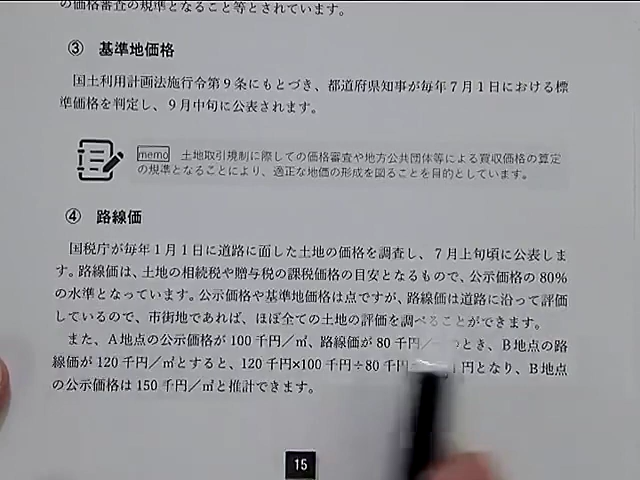 の価格審査の規準となること等とされています。
③ 基準地価格
国土利用計画法施行令第9条にもとづき、都道府県知事が毎年7月1日における標
準価格を判定し、9月中旬に公表されます。
memo 土地取引規制に際しての価格審査や地方公共団体等による買収価格の算定
の規準となることにより、適正な地価の形成を図ることを目的としています。
④ 路線価
国税庁が毎年1月1日に道路に面した土地の価格を調査し、7月上旬頃に公表しま
す。路線価は、土地の相続税や贈与税の課税価格の目安となるもので、公示価格の80%
の水準となっています。公示価格や基準地価格は点ですが、路線価は道路に沿って評価
しているので、市街地であれば、ほぼ全ての土地の評価を調べることができます。
また、A地点の公示価格が100千円/㎡、路線価が80千円/ のとき、B地点の路
線価が120千円/㎡とすると、120千円×100千円÷80千円 円となり、B地点
の公示価格は150千円/㎡と推計できます。
15